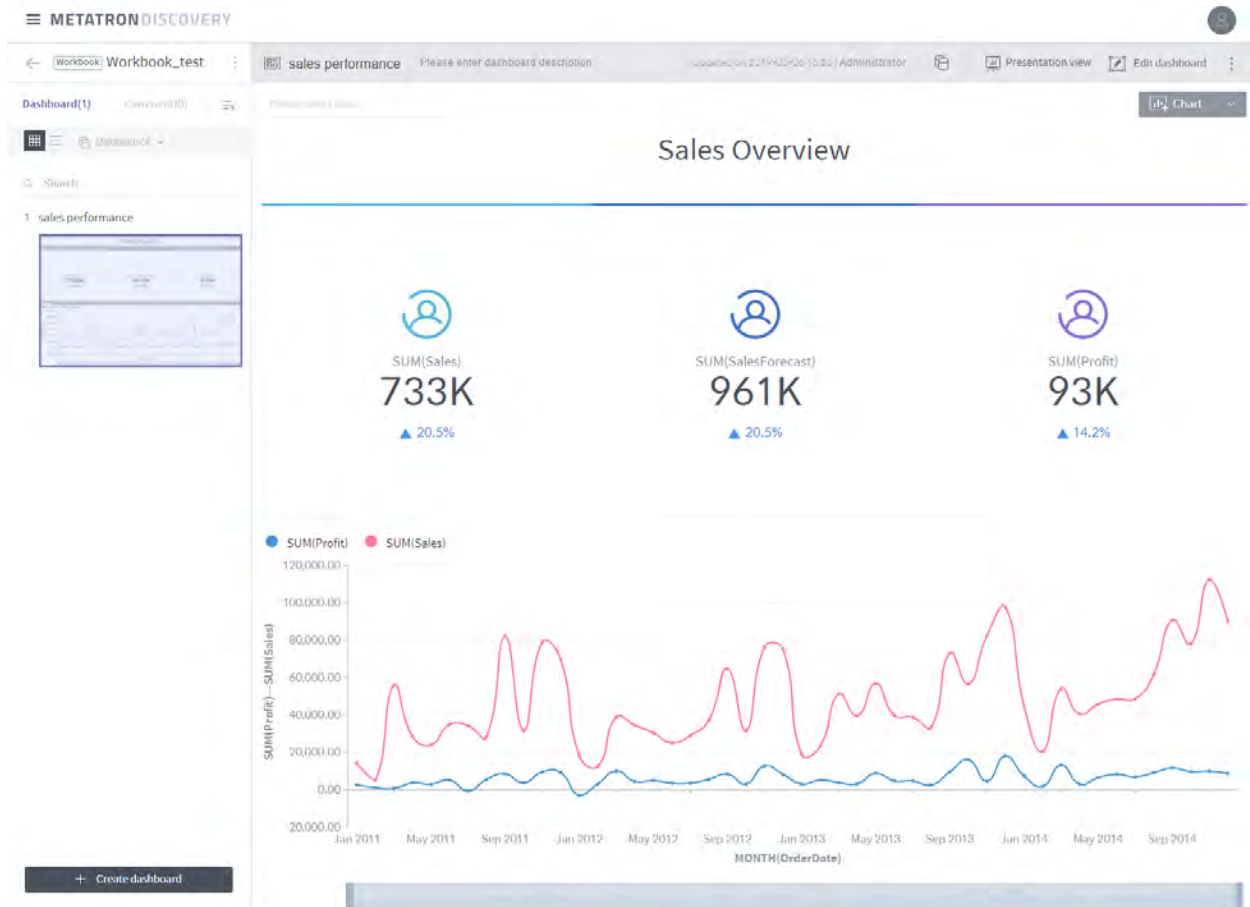 METATRON DISCOVERY
Workbook Workbook_test
sales performance Please enter dashboard description Administrator Presentation view Edit dashboard
Dashboard(1)
Chart
Sales Overview
Search
1 sales performance
SUM(Sales) SUM(SalesForecast) SUM(Profit)
733K 961K 93K
▲ 20.5% ▲ 20.5% ▲ 14.2%
SUM(Profit) SUM(Sales)
120,000.00
100,000.00
80,000.00
60,000.00
40,000.00
20,000.00
0.00
20,000.00
SUM(Profit)—SUM(Sales)
Jan 2011 May 2011 Sep 2011 Jan 2012 May 2012 Sep 2012 Jan 2013 May 2013 Sep 2013 Jan 2014 May 2014 Sep 2014
MONTH(OrderDate)
+ Create dashboard